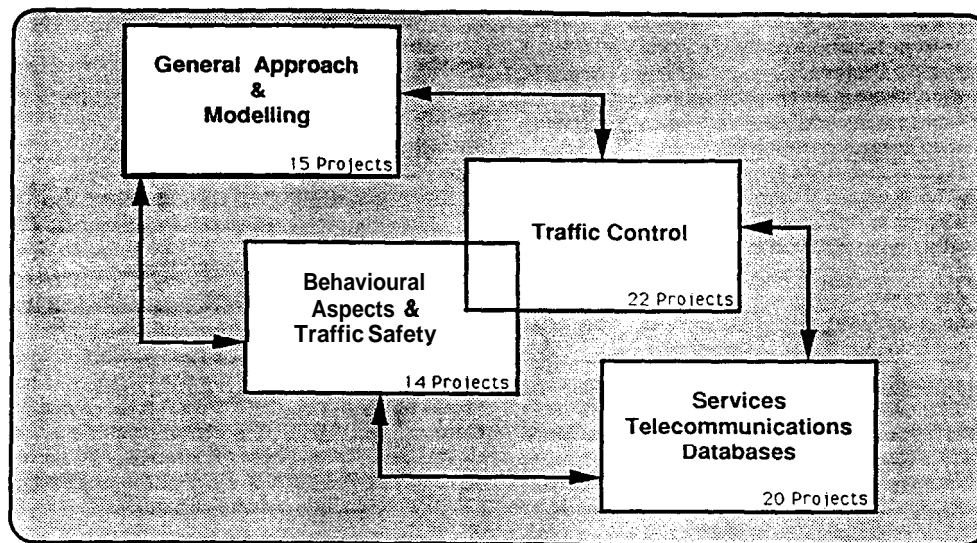 General Approach
&
Modelling
15 Projects
Traffic Control
22 Projects
Behavioural
Aspects &
Traffic Safety
14 Projects
Services
Telecommunications
Databases
20 Projects